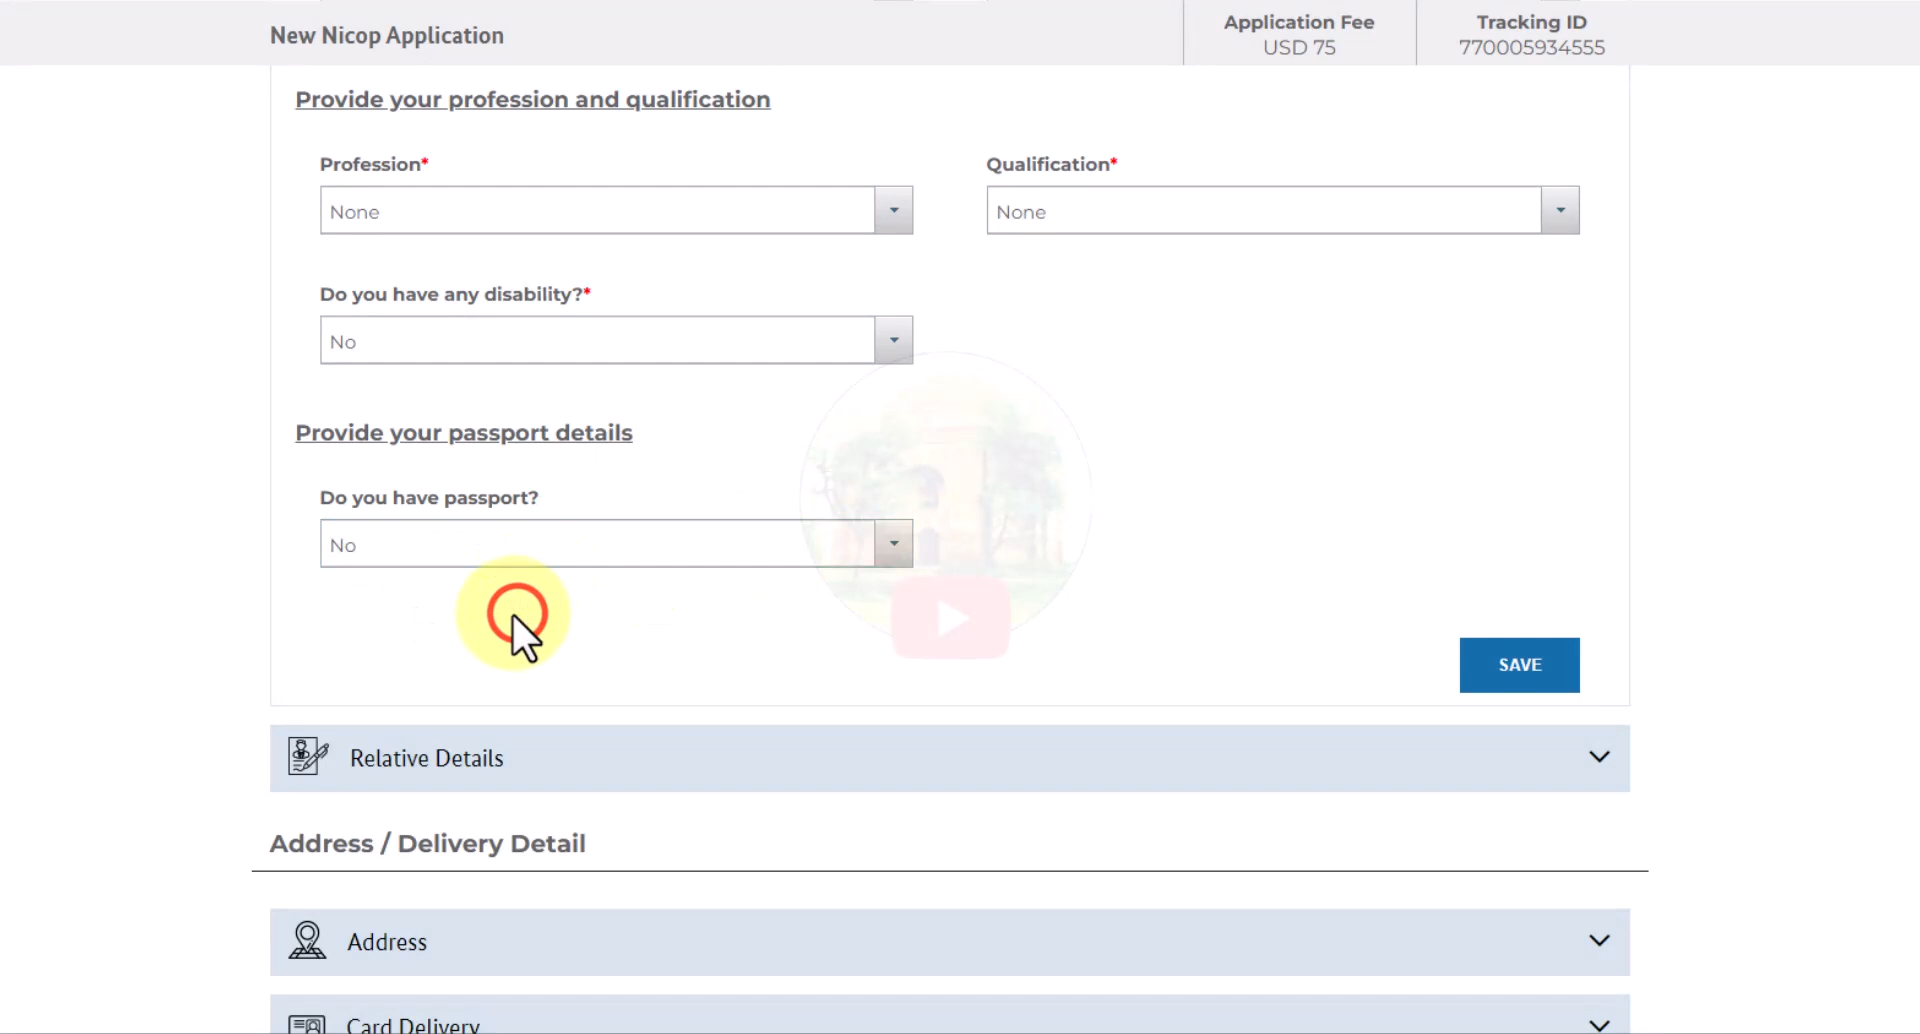 New Nicop Application
Application Fee
USD 75
Tracking ID
770005934555
Provide your profession and qualification
Profession*
Qualification*
None
None
Do you have any disability?*
No
Provide your passport details
Do you have passport?
No
SAVE
Relative Details
Address / Delivery Detail
Address
Card Delivery